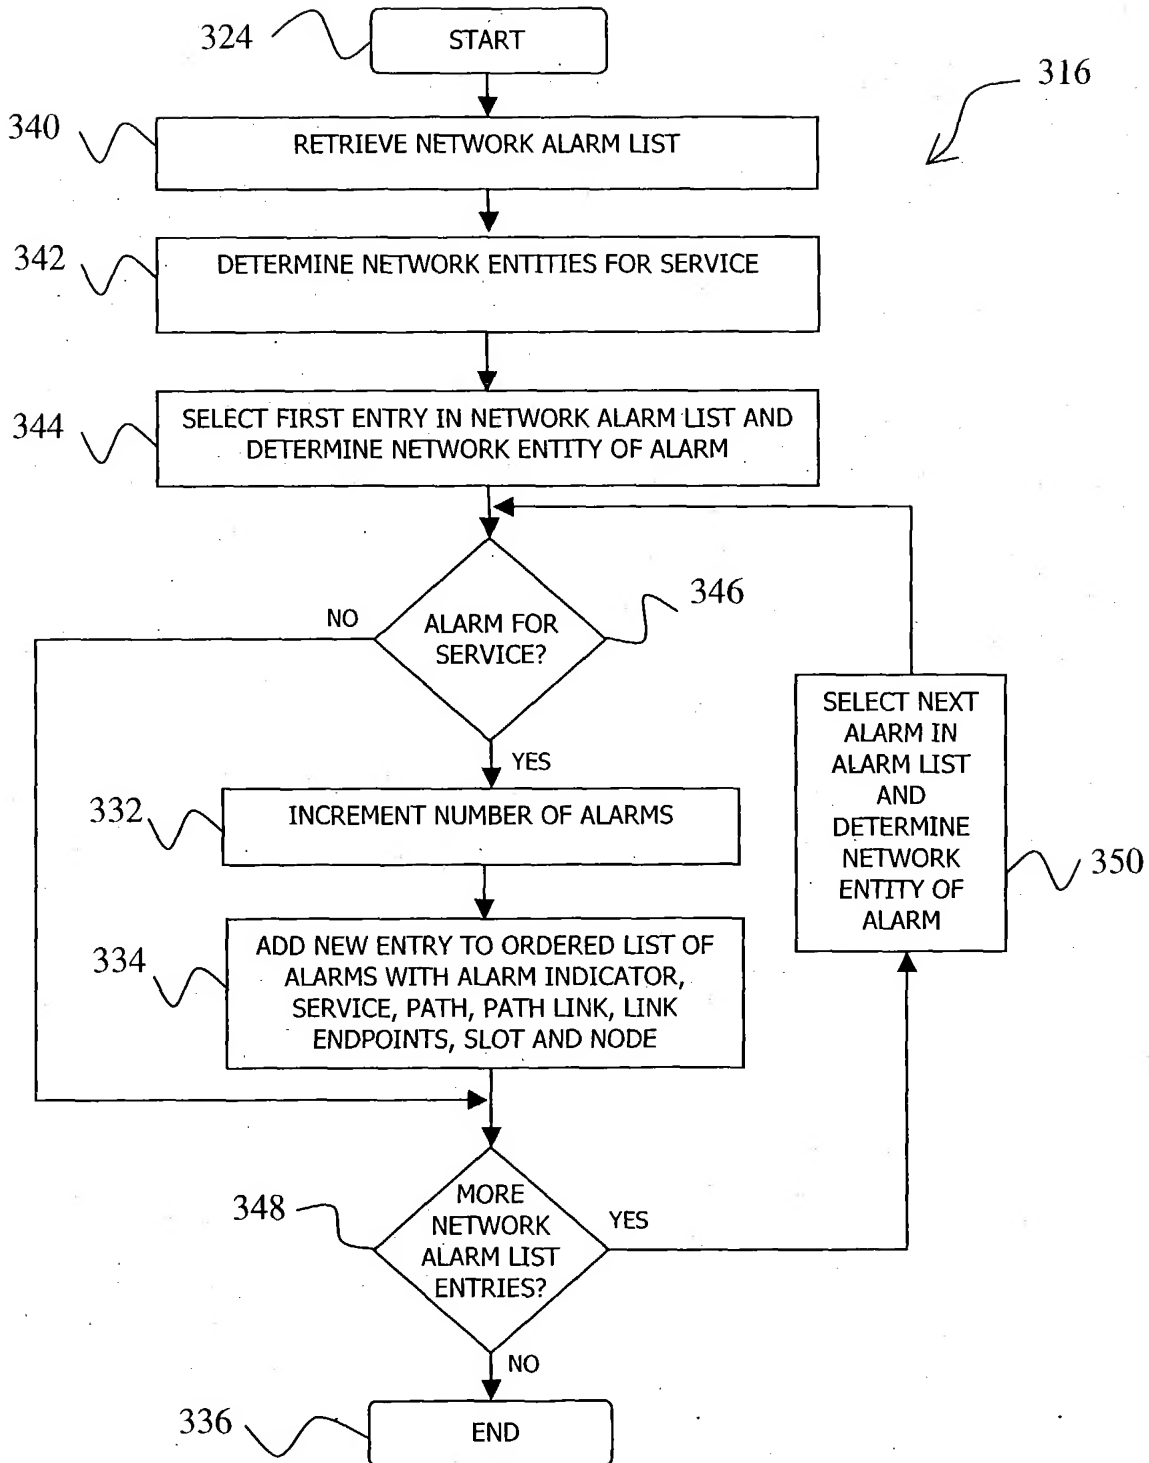 324
START
316
340
RETRIEVE NETWORK ALARM LIST
342
DETERMINE NETWORK ENTITIES FOR SERVICE
344
SELECT FIRST ENTRY IN NETWORK ALARM LIST AND
DETERMINE NETWORK ENTITY OF ALARM
346
NO
ALARM FOR
SERVICE?
YES
SELECT NEXT
ALARM IN
ALARM LIST
AND
DETERMINE
NETWORK
ENTITY OF
ALARM
350
332
INCREMENT NUMBER OF ALARMS
334
ADD NEW ENTRY TO ORDERED LIST OF
ALARMS WITH ALARM INDICATOR,
SERVICE, PATH, PATH LINK, LINK
ENDPOINTS, SLOT AND NODE
348
MORE
NETWORK
ALARM LIST
ENTRIES?
YES
NO
336
END